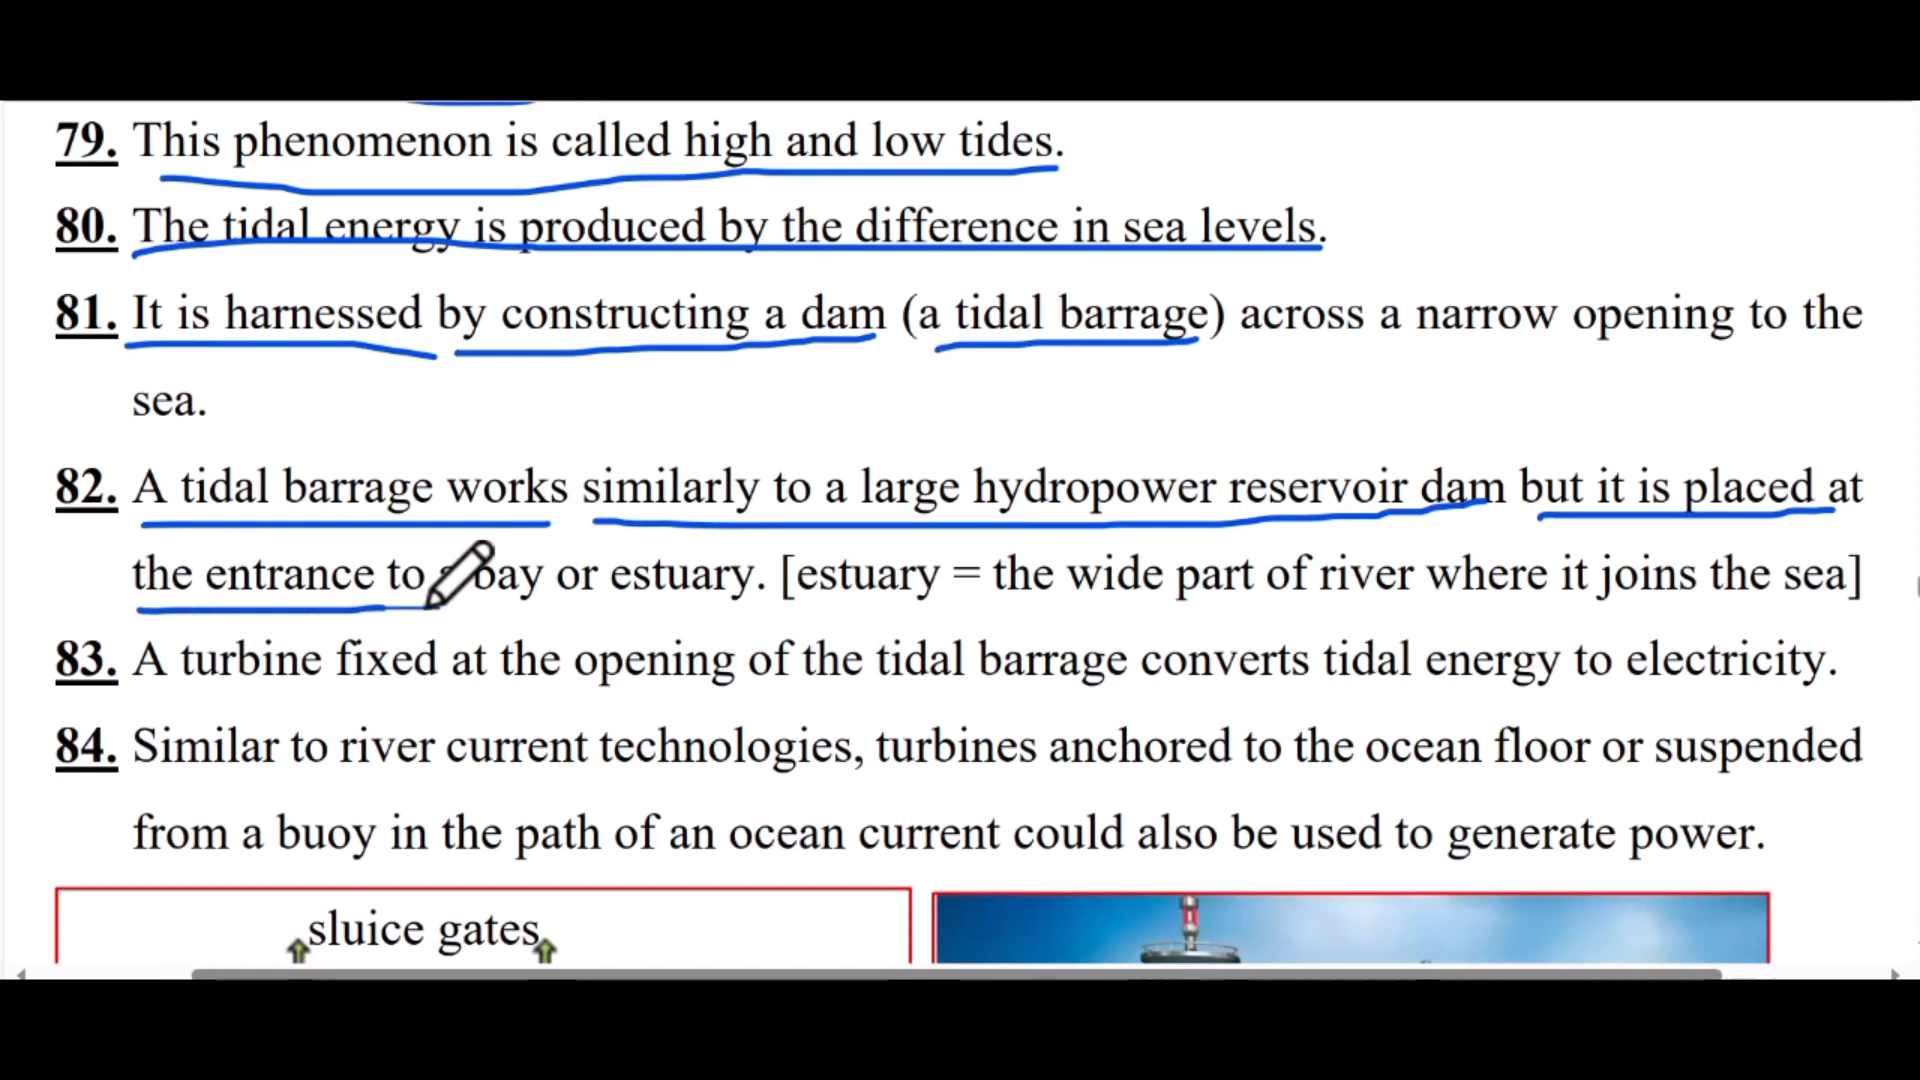 79. This phenomenon is called high and low tides.
80. The tidal energy is produced by the difference in sea levels.
81. It is harnessed by constructing a dam (a tidal barrage) across a narrow opening to the
sea.
82. A tidal barrage works similarly to a large hydropower reservoir dam but it is placed at
the entrance to a bay or estuary. [estuary = the wide part of river where it joins the sea]
83. A turbine fixed at the opening of the tidal barrage converts tidal energy to electricity.
84. Similar to river current technologies, turbines anchored to the ocean floor or suspended
from a buoy in the path of an ocean current could also be used to generate power.
sluice gates